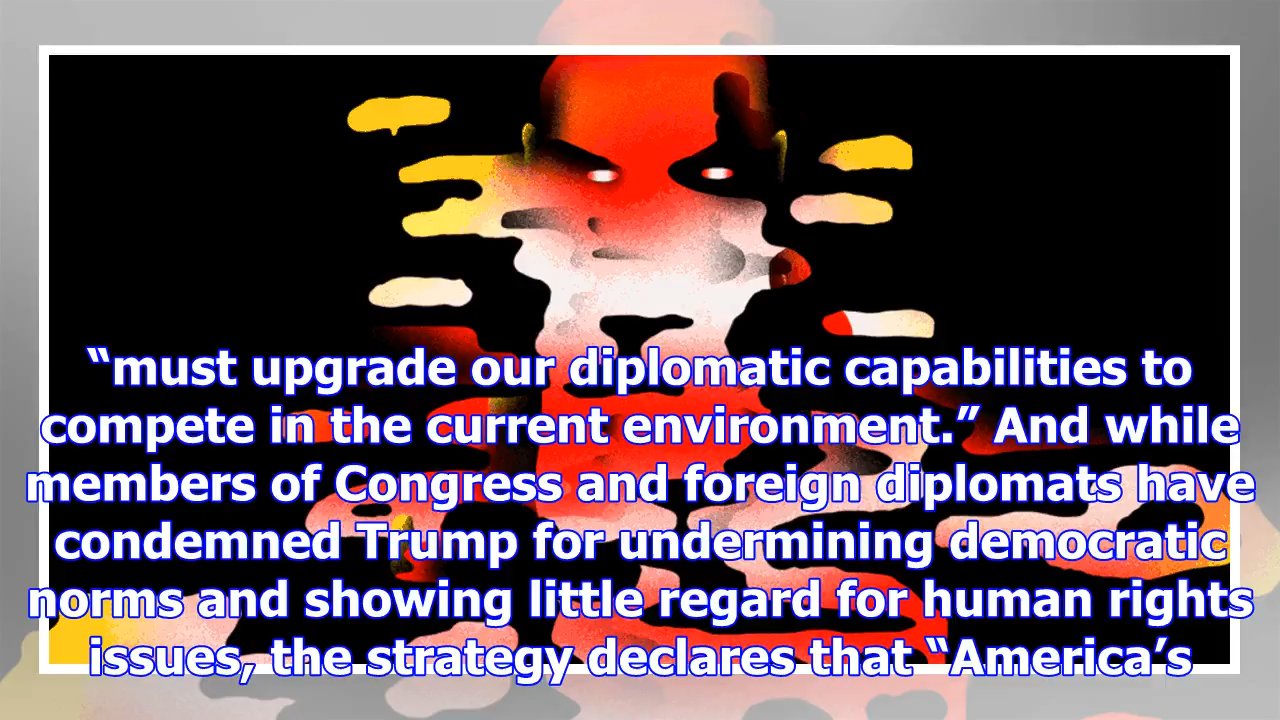 “must upgrade our diplomatic capabilities to
compete in the current environment.” And while
members of Congress and foreign diplomats have
condemned Trump for undermining democratic
norms and showing little regard for human rights
issues, the strategy declares that “America’s